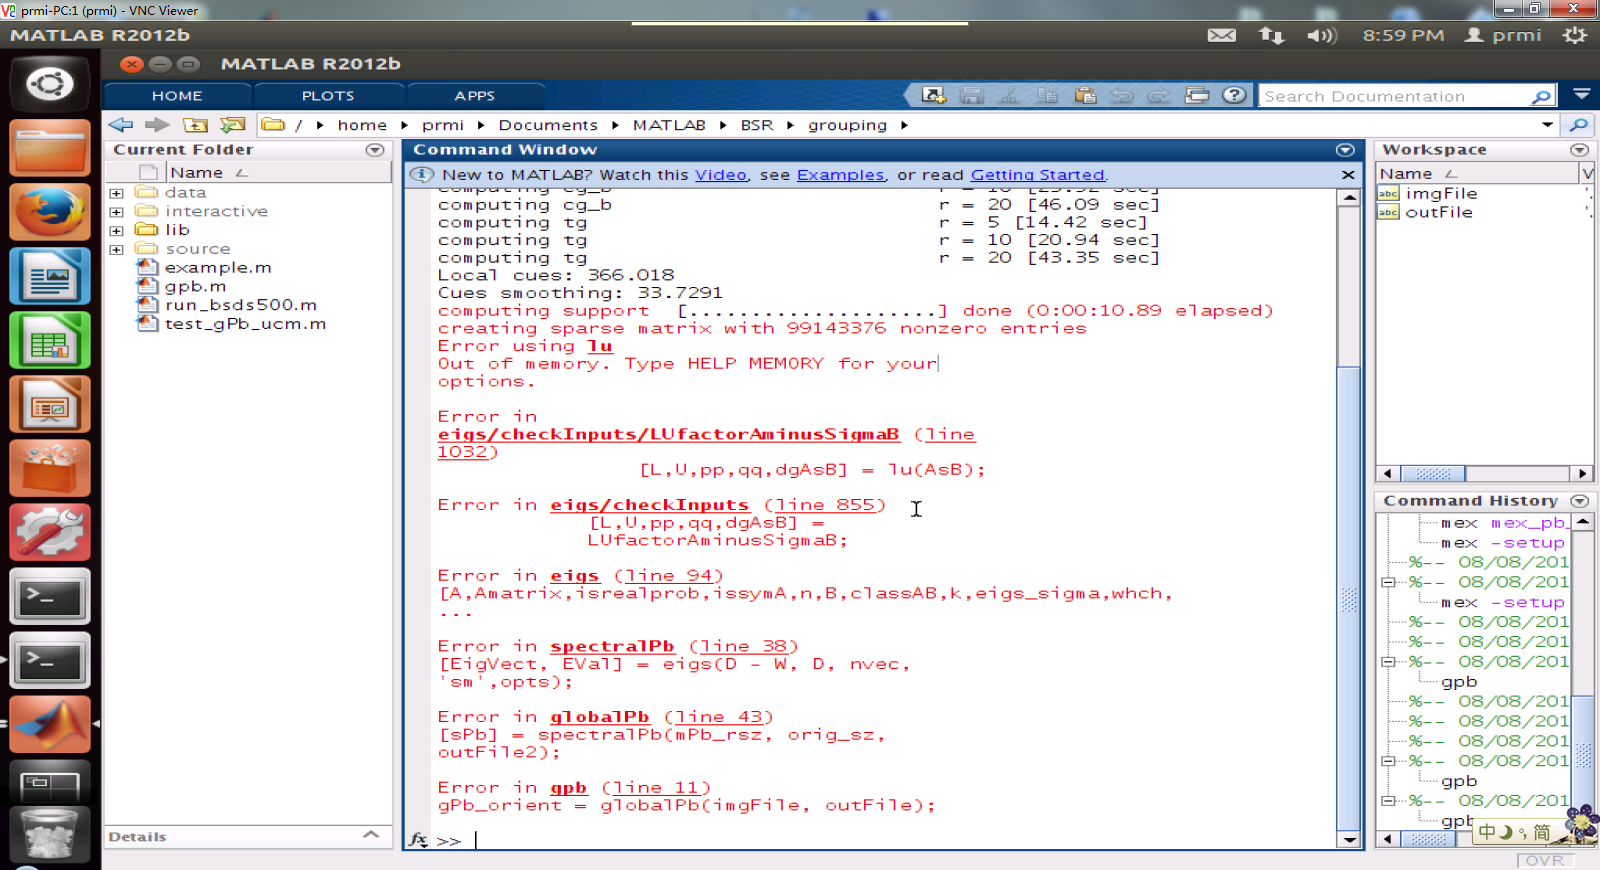 prmi-PC:1 (prmi) - VNC Viewer
MATLAB R2012b
8:59 PM prmi
MATLAB R2012b
HOME PLOTS APPS
Search Documentation
/ home prmi Documents MATLAB BSR grouping
Current Folder
Name
data
interactive
lib
source
example.m
gpb.m
run_bsds500.m
test_gPb_ucm.m
Details
Command Window
New to MATLAB? Watch this Video, see Examples, or read Getting Started.
computing cg_b r = 20 [46.09 sec]
computing tg r = 5 [14.42 sec]
computing tg r = 10 [20.94 sec]
computing tg r = 20 [43.35 sec]
Local cues: 366.018
Cues smoothing: 33.7291
computing support [....................] done (0:00:10.89 elapsed)
creating sparse matrix with 99143376 nonzero entries
Error using lu
Out of memory. Type HELP MEMORY for your
options.
Error in
eigs/checkInputs/LUfactorAminusSigmaB (line
1032)
[L,U,pp,qq,dgAsB] = lu(AsB);
Error in eigs/checkInputs (line 855)
[L,U,pp,qq,dgAsB] =
LUfactorAminusSigmaB;
Error in eigs (line 94)
[A,Amatrix,isrealprob,issymA,n,B,classAB,k,eigs_sigma,whch,
...
Error in spectralPb (line 38)
[EigVect, EVal] = eigs(D - W, D, nvec,
'sm',opts);
Error in globalPb (line 43)
[sPb] = spectralPb(mPb_rsz, orig_sz,
outFile2);
Error in gpb (line 11)
gPb_orient = globalPb(imgFile, outFile);
fx >>
Workspace
Name V
imgFile
outFile
Command History
mex mex_pb_
mex -setup
%-- 08/08/201
%-- 08/08/201
mex -setup
%-- 08/08/201
%-- 08/08/201
%-- 08/08/201
gpb
%-- 08/08/201
%-- 08/08/201
%-- 08/08/201
%-- 08/08/201
gpb
%-- 08/08/201
gpb
中 简
OVR